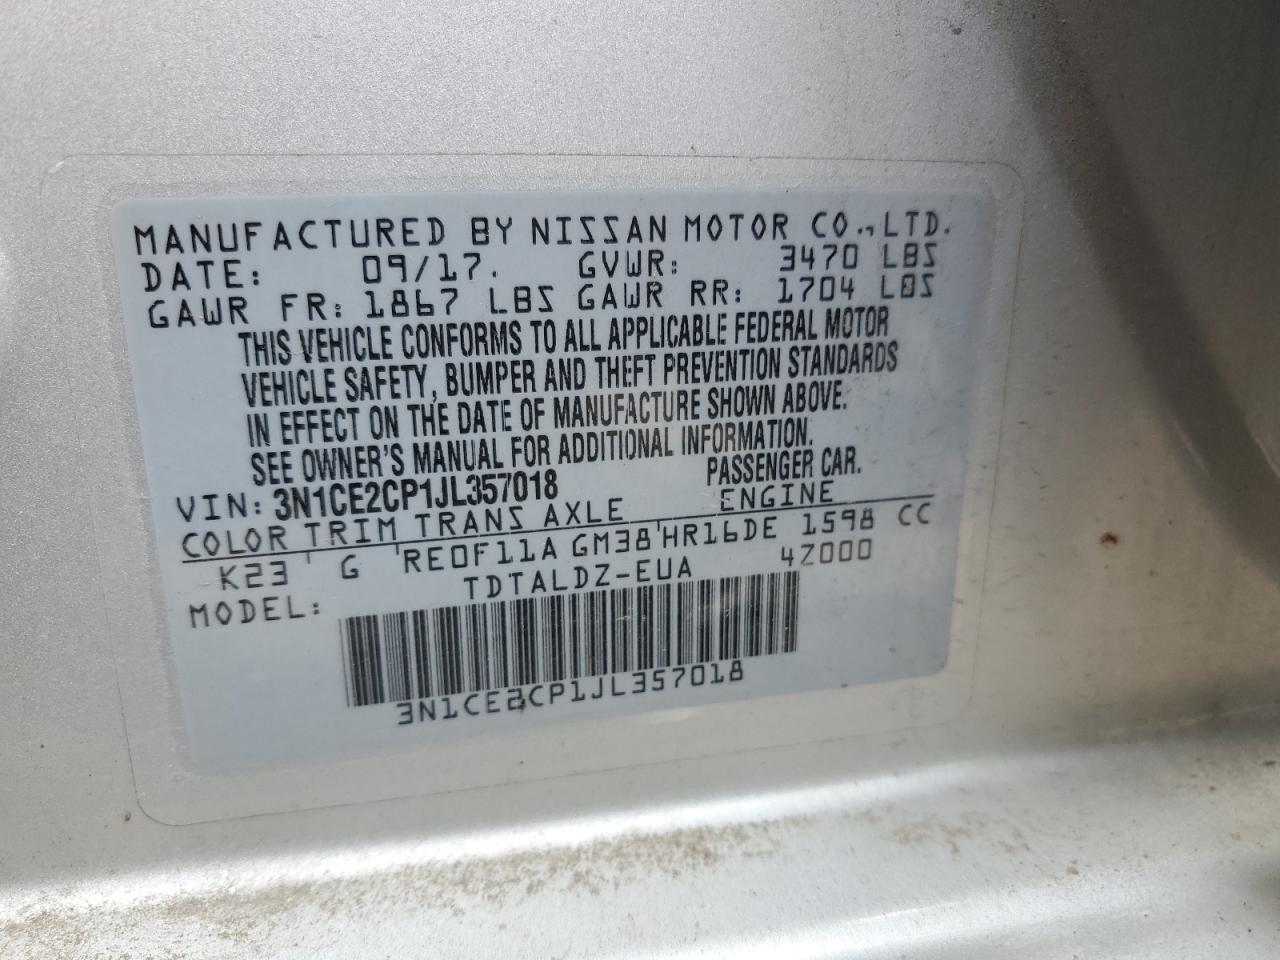 MANUFACTURED BY NISSAN MOTOR CO., LTD.
DATE: 09/17. GVWR: 3470 LBS
GAWR FR: 1867 LBS GAWR RR: 1704 LBS
THIS VEHICLE CONFORMS TO ALL APPLICABLE FEDERAL MOTOR
VEHICLE SAFETY, BUMPER AND THEFT PREVENTION STANDARDS
IN EFFECT ON THE DATE OF MANUFACTURE SHOWN ABOVE.
SEE OWNER'S MANUAL FOR ADDITIONAL INFORMATION.
VIN: 3N1CE2CP1JL357018 PASSENGER CAR.
COLOR TRIM TRANS AXLE ENGINE
K23 G RE0F11A GM38 HR16DE 1598 CC
MODEL: TDTALDZ-EUA 4Z000
3N1CE2CP1JL357018